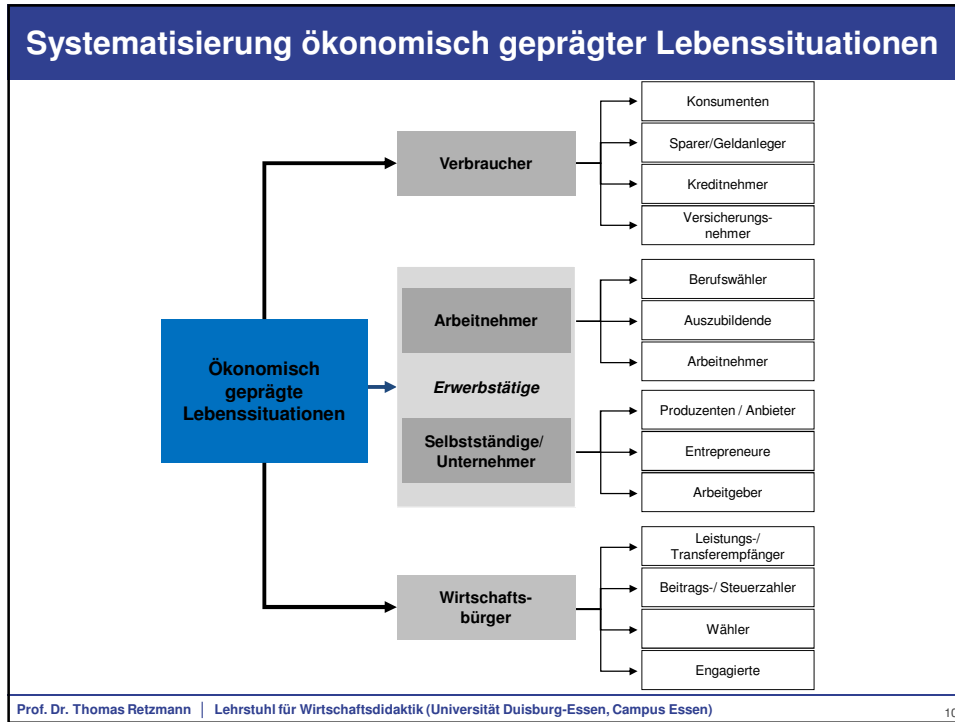 Systematisierung ökonomisch geprägter Lebenssituationen
Ökonomisch
geprägte
Lebenssituationen
Verbraucher
Konsumenten
Sparer/Geldanleger
Kreditnehmer
Versicherungs-
nehmer
Arbeitnehmer
Erwerbstätige
Selbstständige/
Unternehmer
Berufswähler
Auszubildende
Arbeitnehmer
Produzenten / Anbieter
Entrepreneure
Arbeitgeber
Wirtschafts-
bürger
Leistungs-/
Transferempfänger
Beitrags-/ Steuerzahler
Wähler
Engagierte
Prof. Dr. Thomas Retzmann | Lehrstuhl für Wirtschaftsdidaktik (Universität Duisburg-Essen, Campus Essen)
10